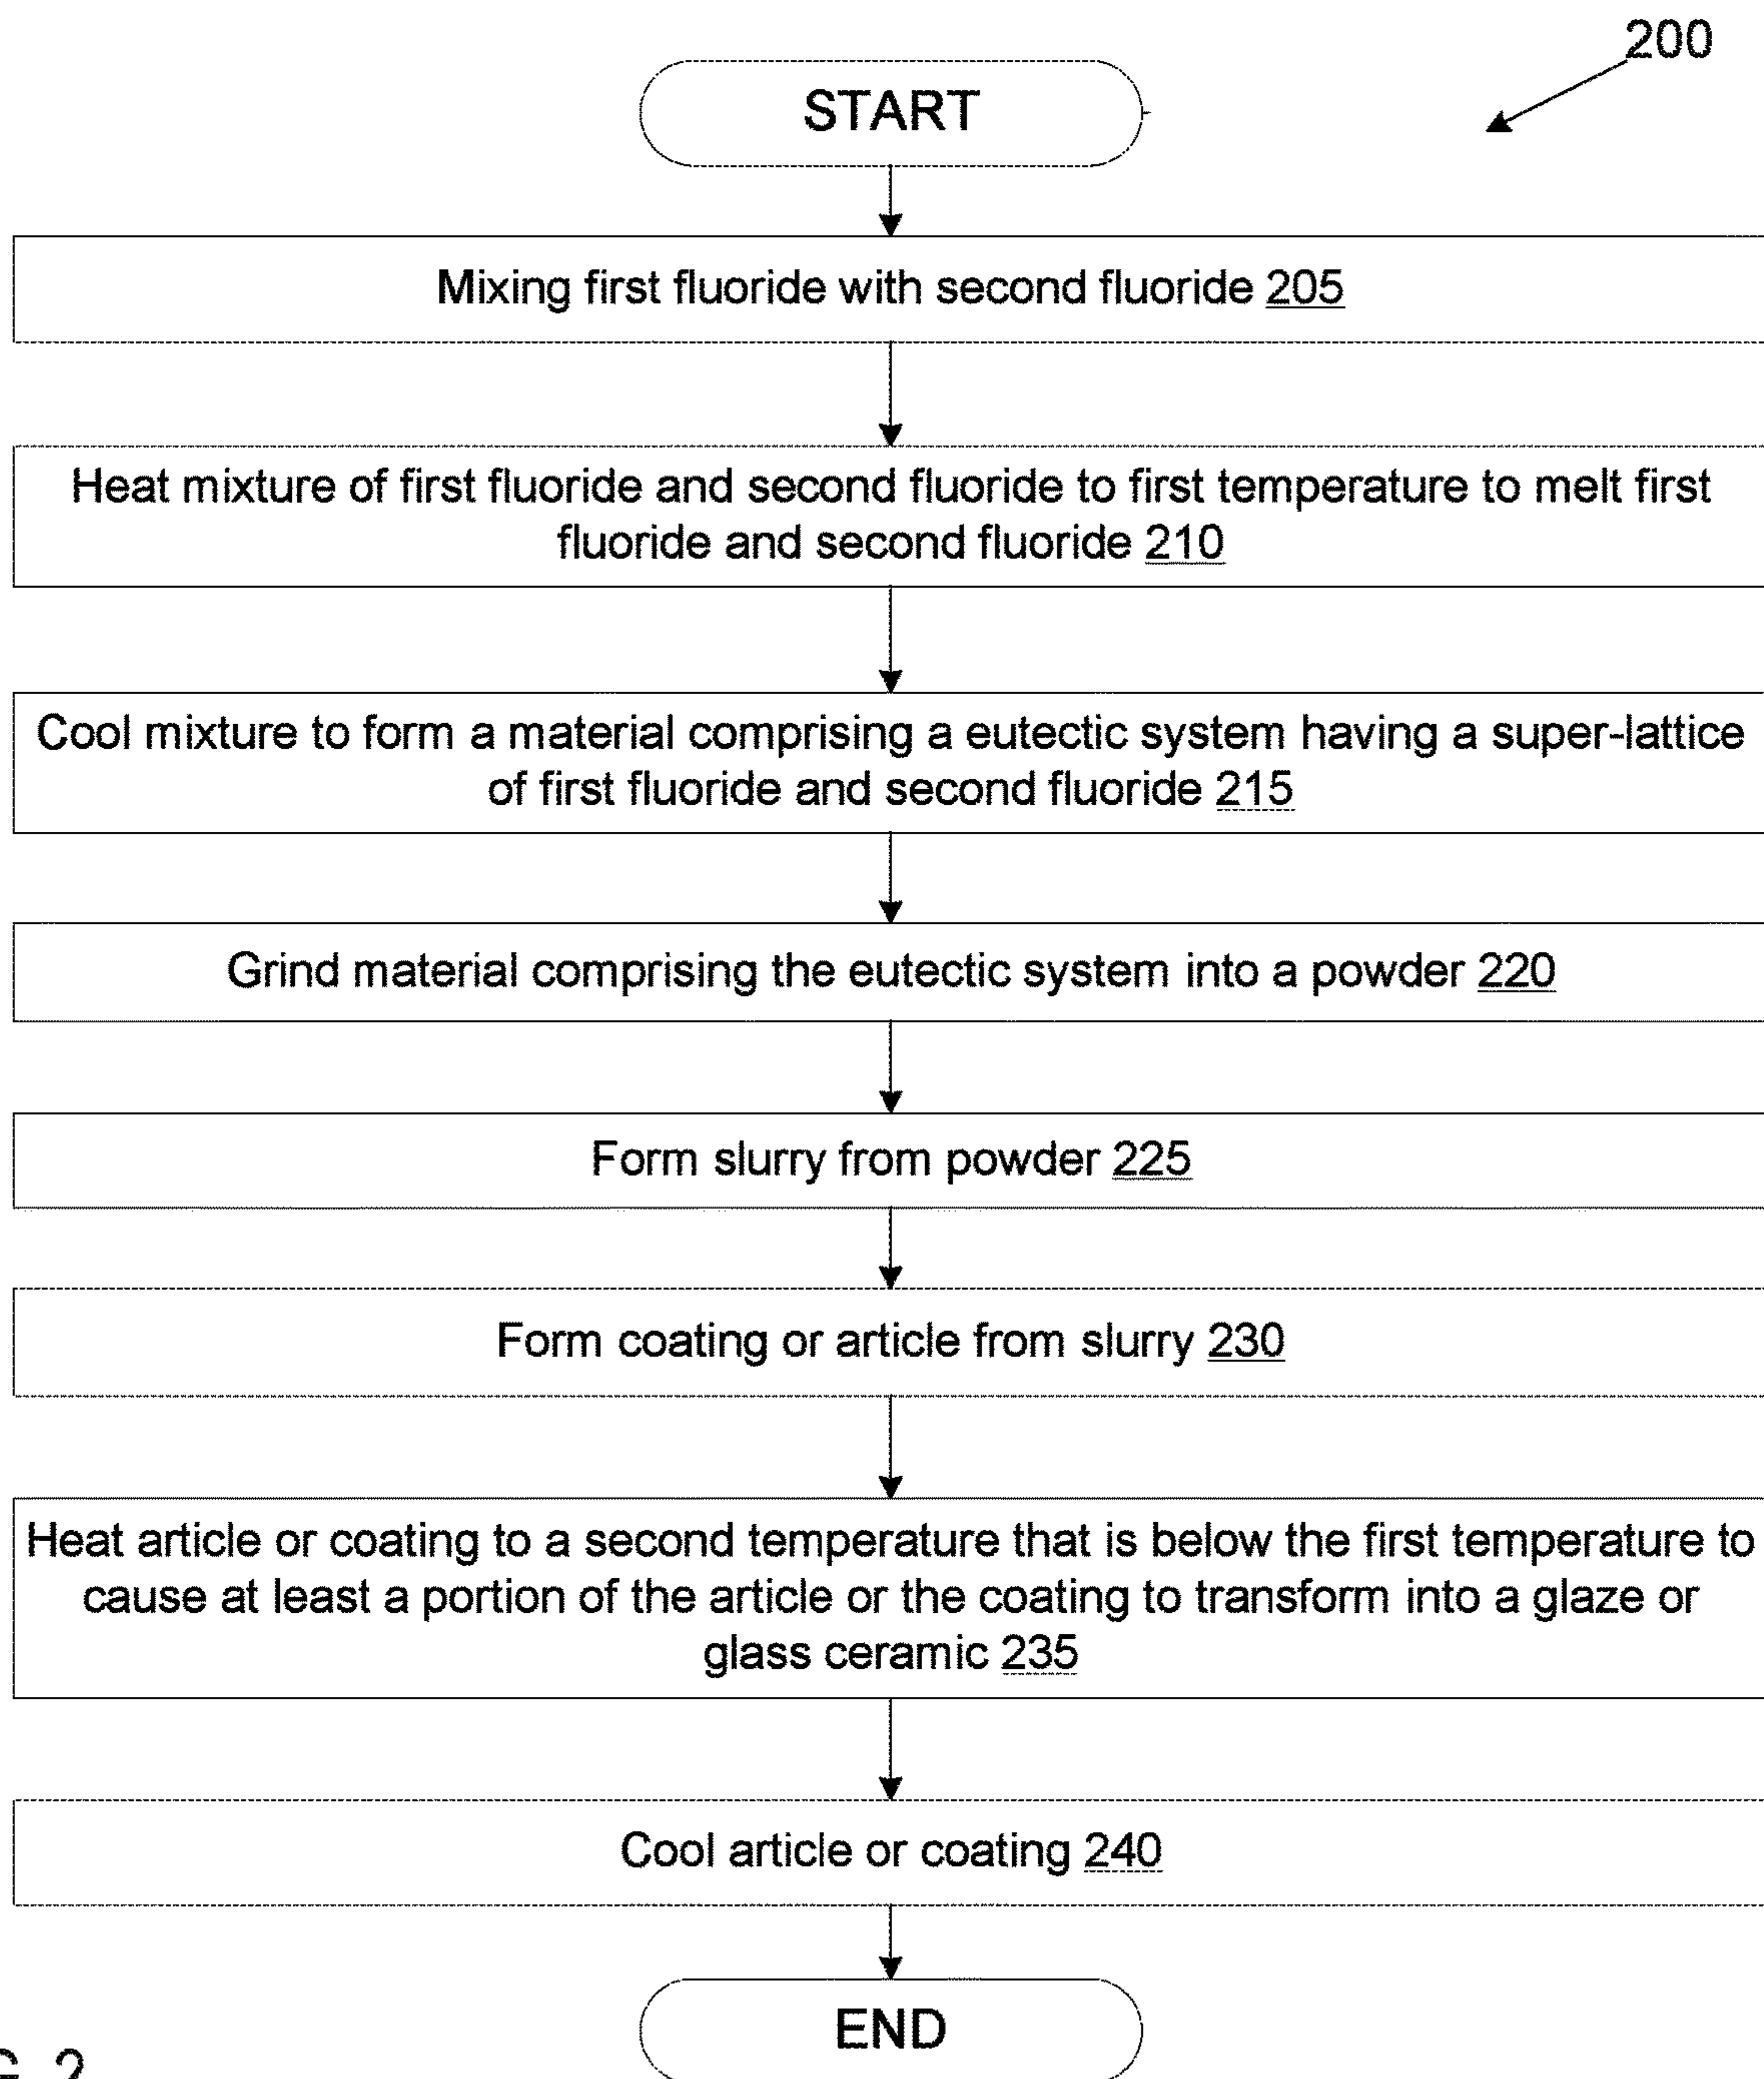 200
START
Mixing first fluoride with second fluoride 205
Heat mixture of first fluoride and second fluoride to first temperature to melt first
fluoride and second fluoride 210
Cool mixture to form a material comprising a eutectic system having a super-lattice
of first fluoride and second fluoride 215
Grind material comprising the eutectic system into a powder 220
Form slurry from powder 225
Form coating or article from slurry 230
Heat article or coating to a second temperature that is below the first temperature to
cause at least a portion of the article or the coating to transform into a glaze or
glass ceramic 235
Cool article or coating 240
END